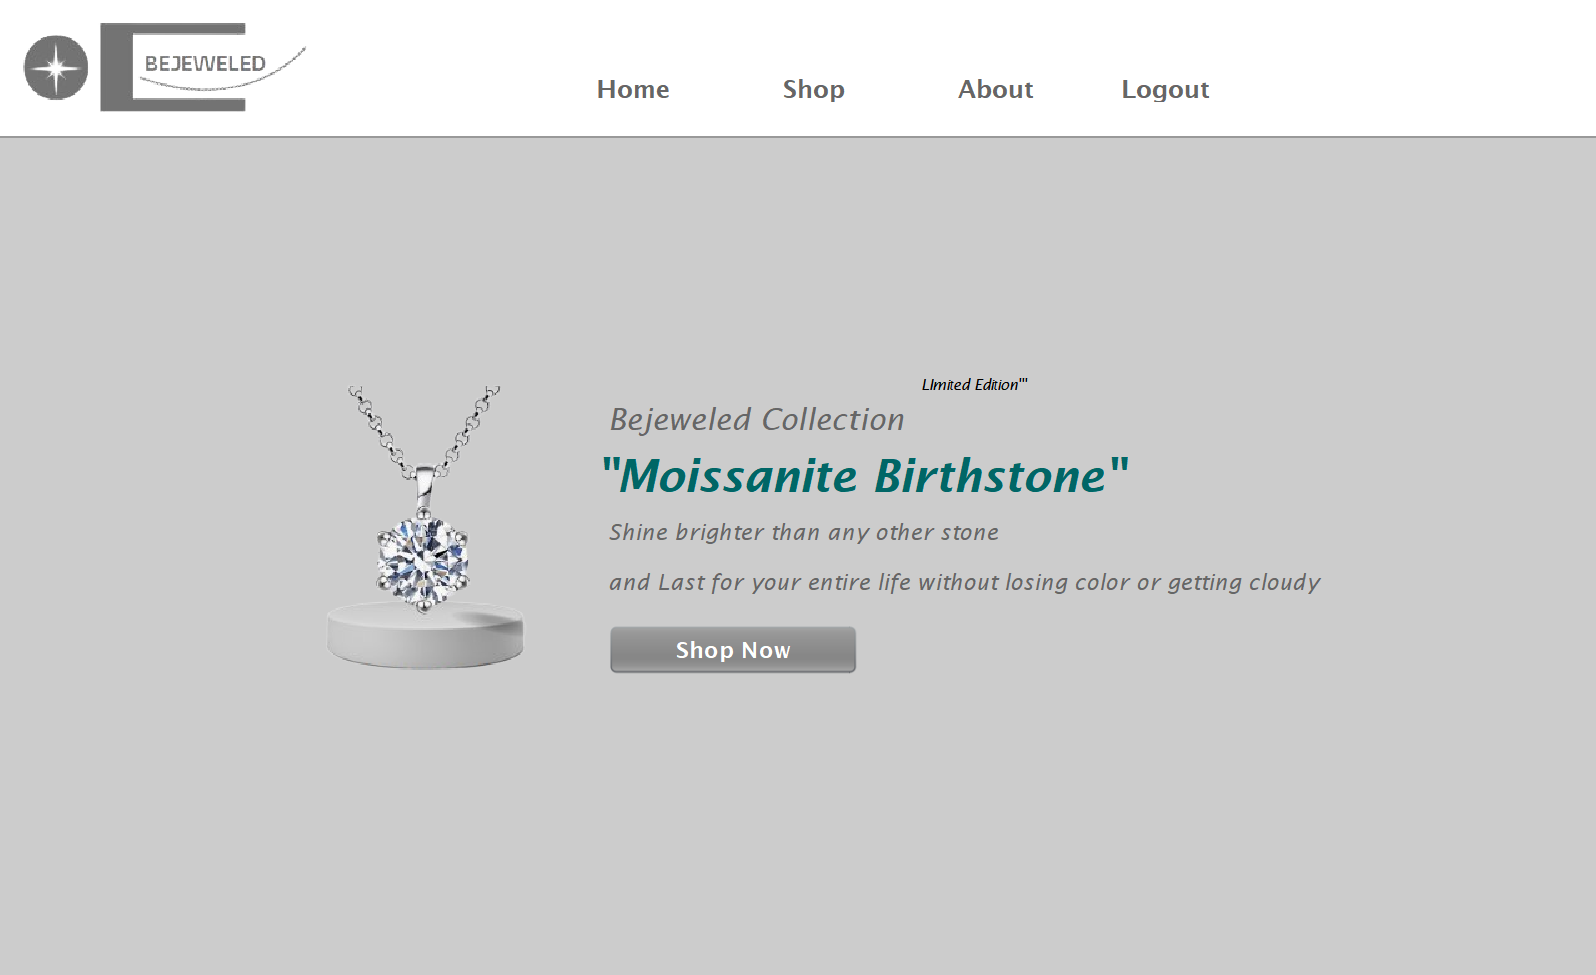 BEJEWELED
Home Shop About Logout
LImited Edition'"
Bejeweled Collection
"Moissanite Birthstone"
Shine brighter than any other stone
and Last for your entire life without losing color or getting cloudy
Shop Now